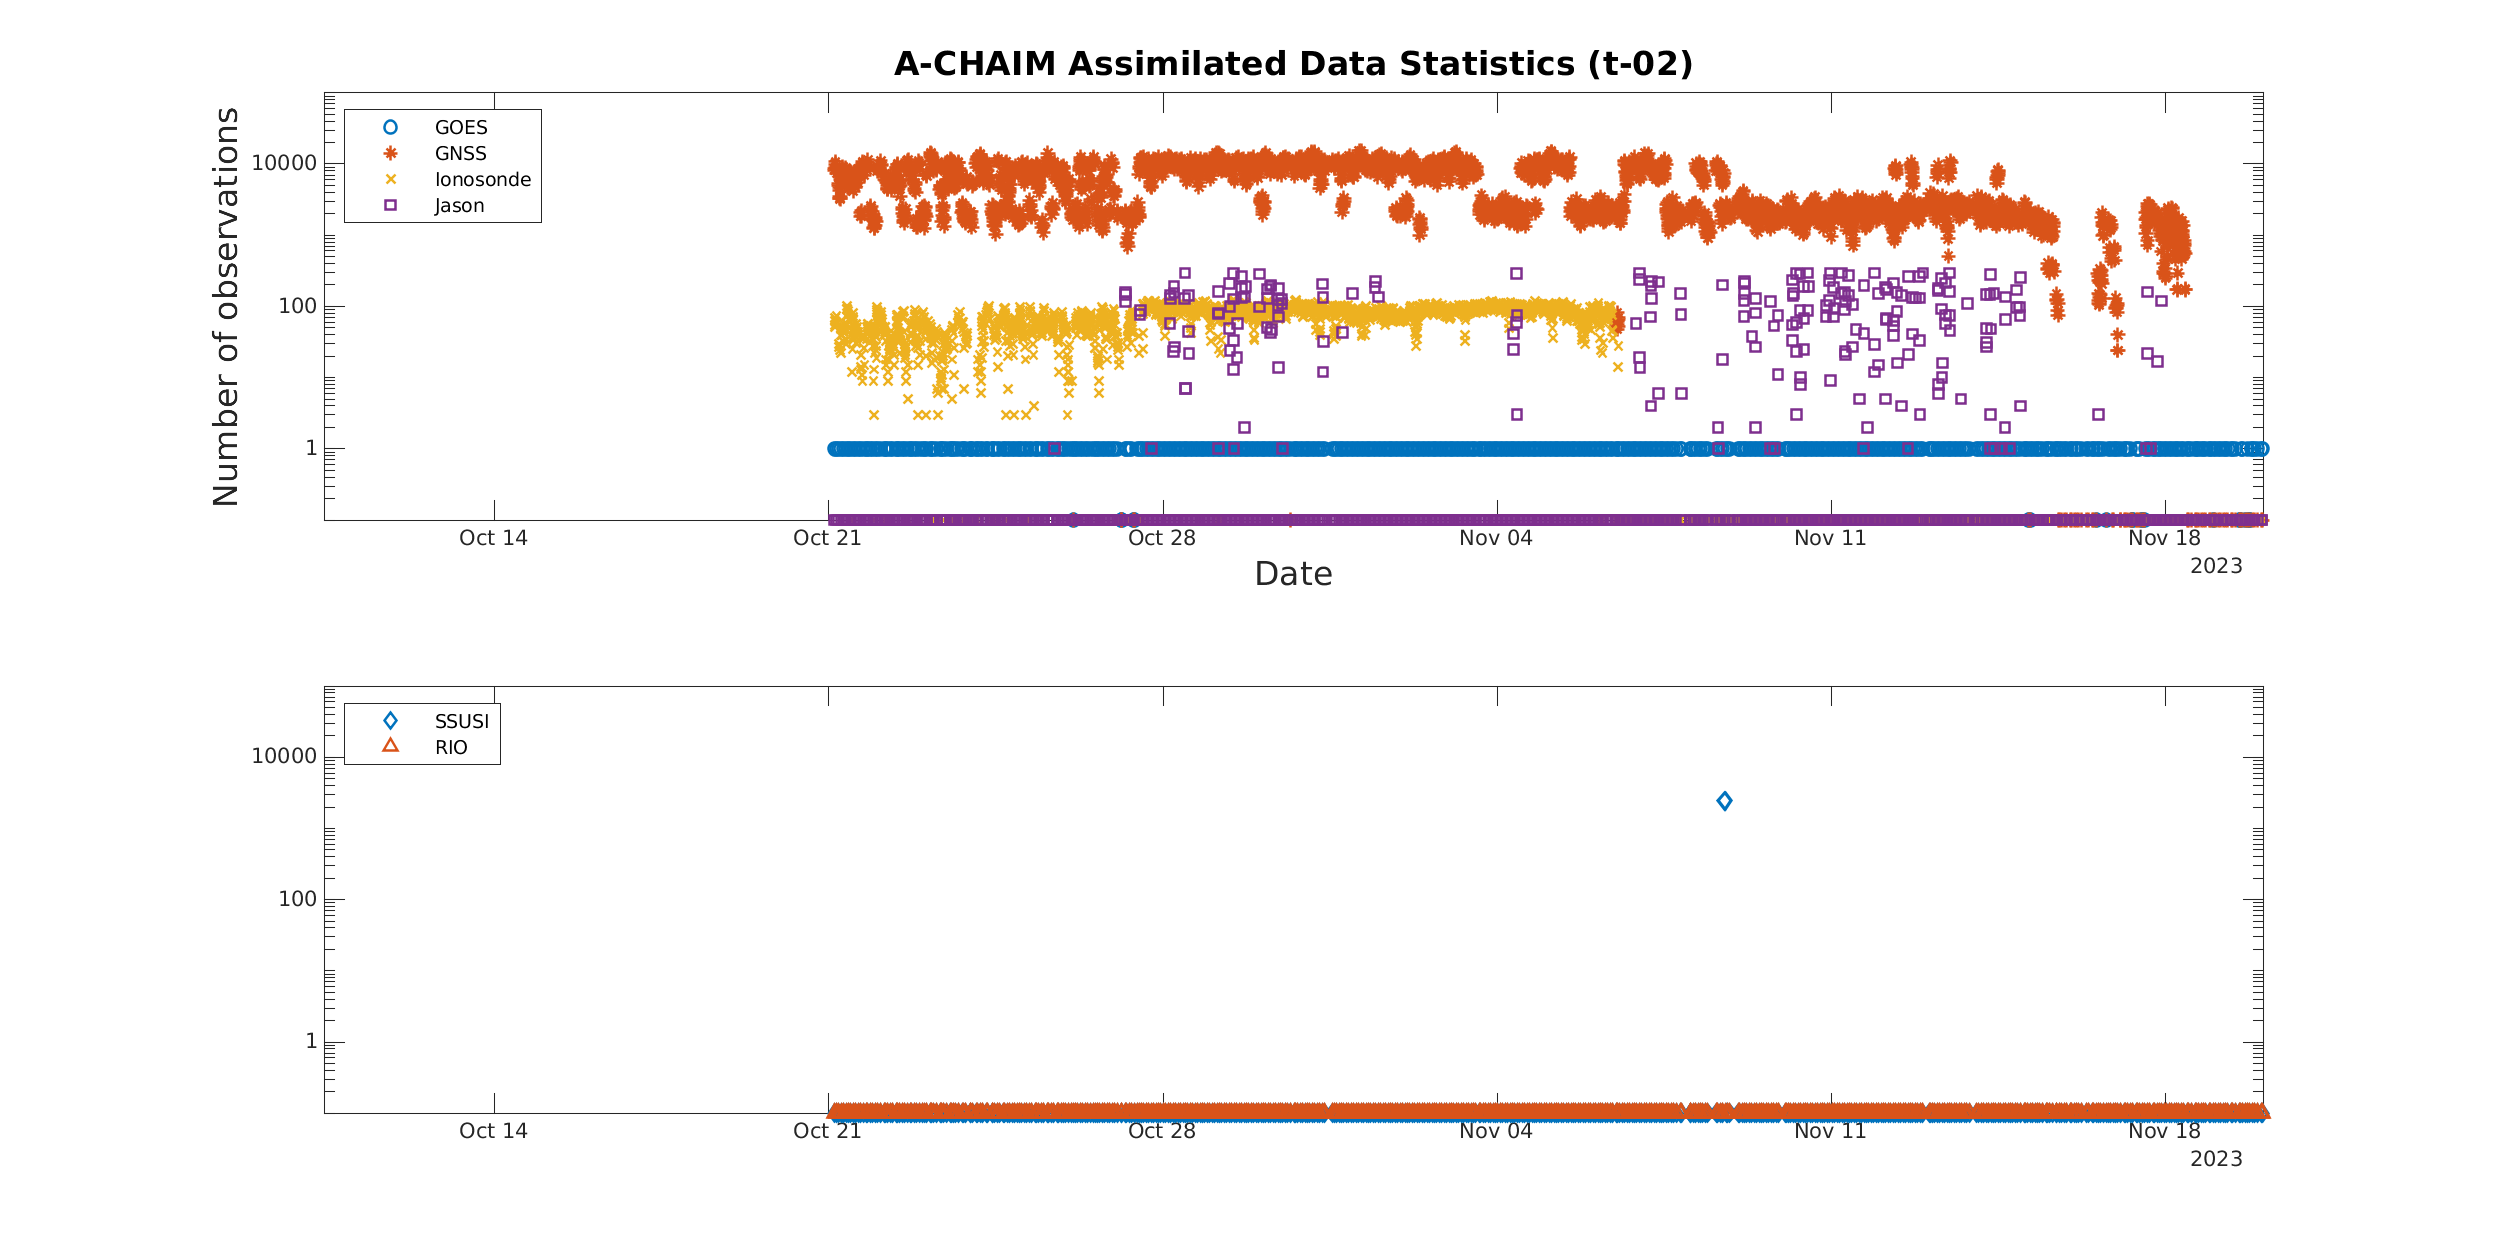 A-CHAIM Assimilated Data Statistics (t-02)
Number of observations
10000
100
1
GOES
GNSS
Ionosonde
Jason
Oct 14
Oct 21
Oct 28
Nov 04
Nov 11
Nov 18
2023
Date
10000
100
1
SSUSI
RIO
Oct 14
Oct 21
Oct 28
Nov 04
Nov 11
Nov 18
2023